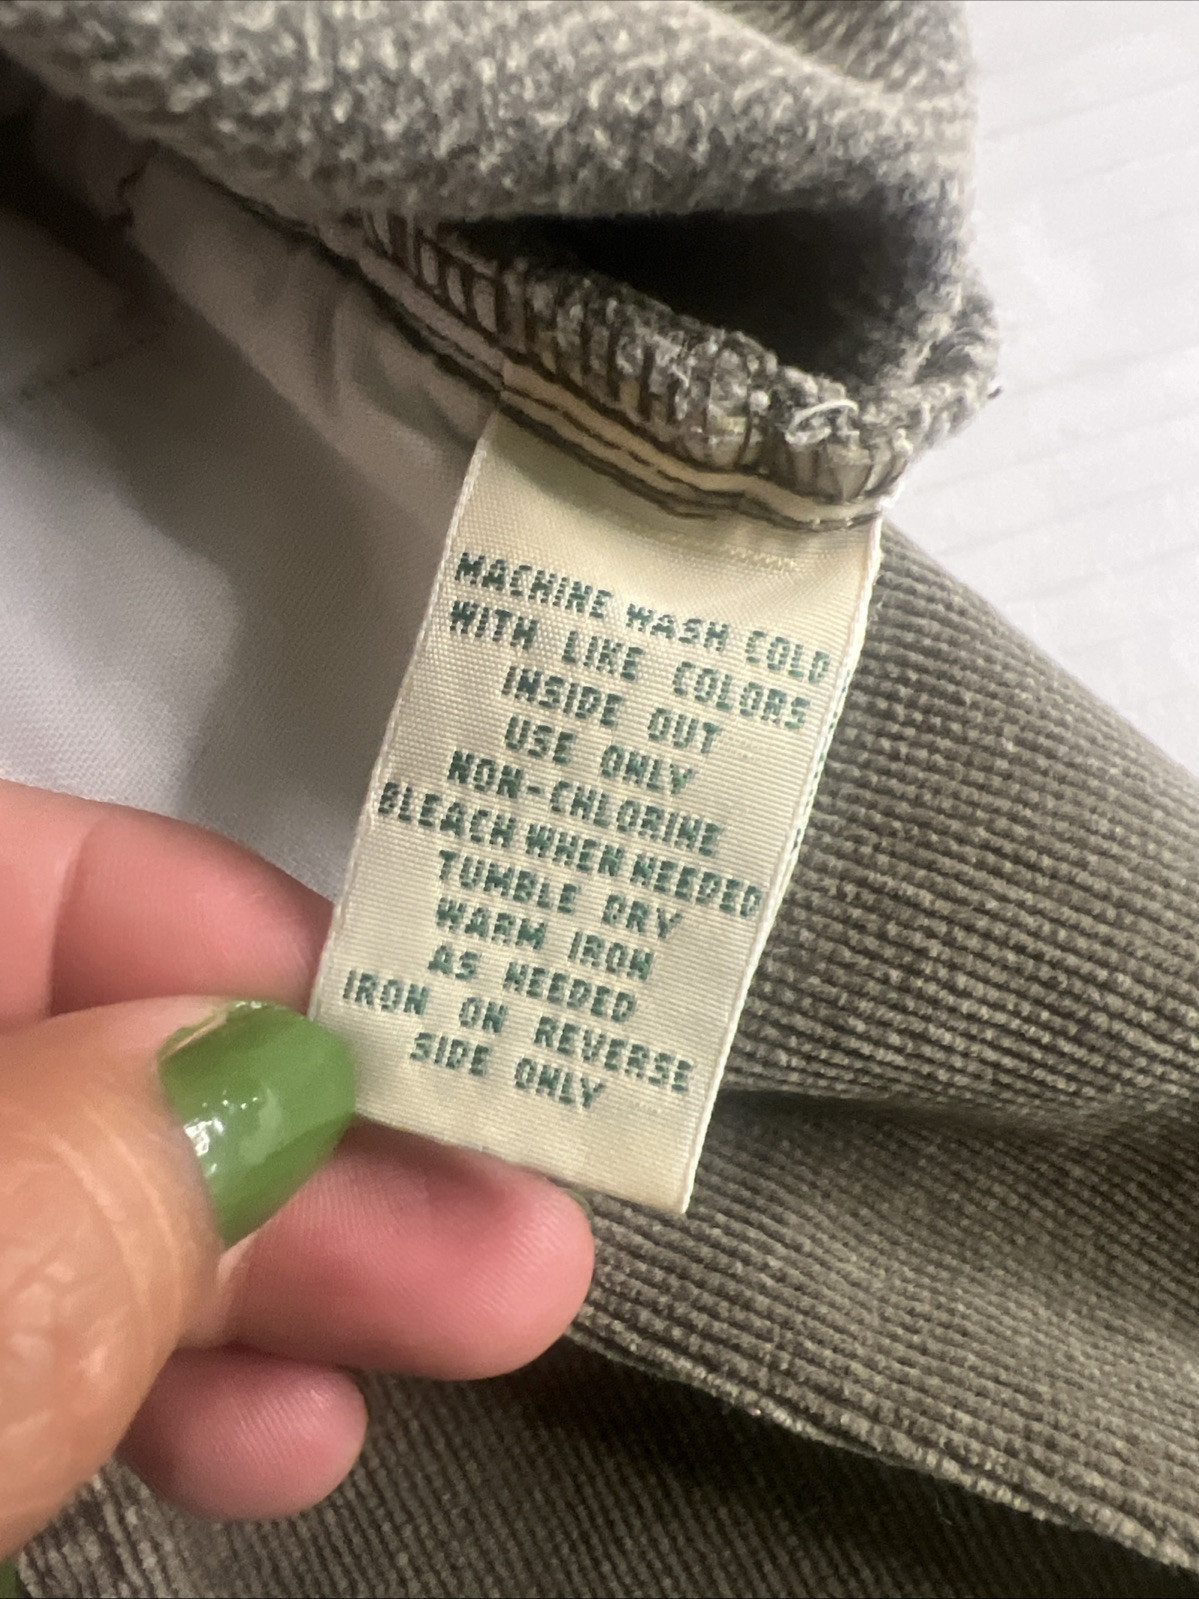 MACHINE WASH COLD
WITH LIKE COLORS
INSIDE OUT
USE ONLY
NON-CHLORINE
BLEACH WHEN NEEDED
TUMBLE DRY
WARM IRON
AS NEEDED
IRON ON REVERSE
SIDE ONLY